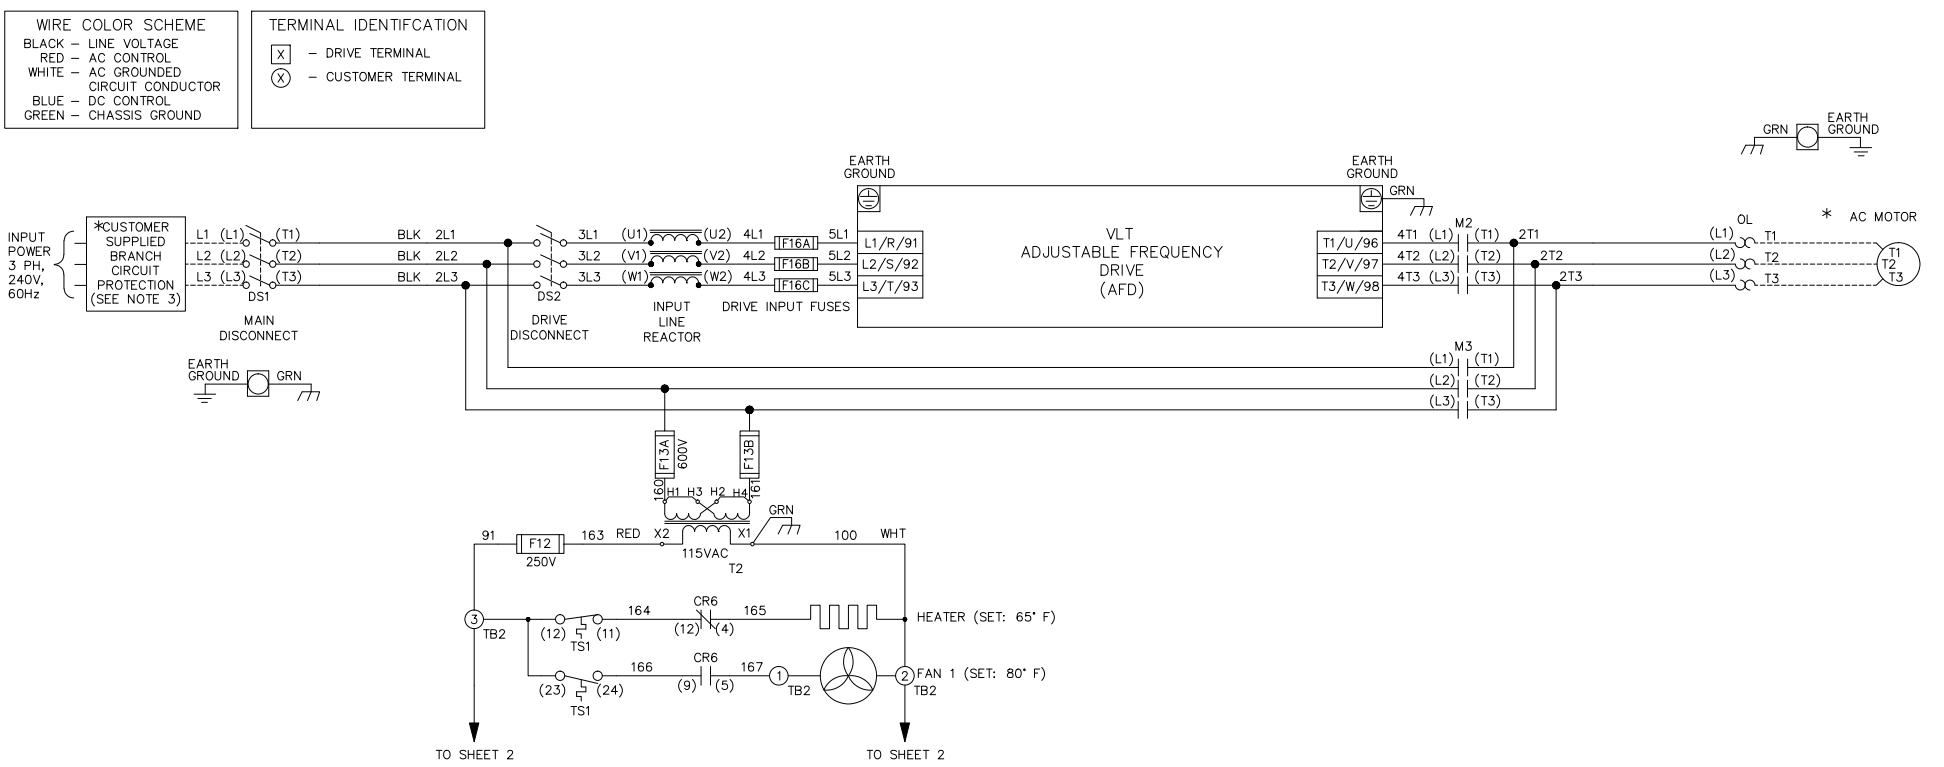 WIRE COLOR SCHEME
BLACK – LINE VOLTAGE
RED – AC CONTROL
WHITE – AC GROUNDED
CIRCUIT CONDUCTOR
BLUE – DC CONTROL
GREEN – CHASSIS GROUND
TERMINAL IDENTIFCATION
X – DRIVE TERMINAL
X – CUSTOMER TERMINAL
GRN
EARTH
GROUND
INPUT
POWER
3 PH,
240V,
60Hz
*CUSTOMER
SUPPLIED
BRANCH
CIRCUIT
PROTECTION
(SEE NOTE 3)
L1 (L1) (T1) BLK 2L1 3L1 (U1) (U2) 4L1 F16A 5L1
L2 (L2) (T2) BLK 2L2 3L2 (V1) (V2) 4L2 F16B 5L2
L3 (L3) (T3) BLK 2L3 3L3 (W1) (W2) 4L3 F16C 5L3
DS1
MAIN
DISCONNECT
DS2
DRIVE
DISCONNECT
INPUT
LINE
REACTOR
DRIVE INPUT FUSES
EARTH
GROUND
L1/R/91
L2/S/92
L3/T/93
VLT
ADJUSTABLE FREQUENCY
DRIVE
(AFD)
EARTH
GROUND
GRN
T1/U/96
T2/V/97
T3/W/98
M2
4T1 (L1) (T1) 2T1
4T2 (L2) (T2) 2T2
4T3 (L3) (T3) 2T3
OL
(L1) T1
(L2) T2
(L3) T3
* AC MOTOR
T1
T2
T3
M3
(L1) (T1)
(L2) (T2)
(L3) (T3)
EARTH
GROUND
GRN
F13A
600V
F13B
160
161
H1 H3 H2 H4
GRN
91 F12 163 RED X2 X1 100 WHT
250V
115VAC
T2
3
TB2
(12) (11)
TS1
164
CR6
(12) (4)
165
HEATER (SET: 65° F)
(23) (24)
TS1
166
CR6
(9) (5)
167
1
TB2
2
TB2
FAN 1 (SET: 80° F)
TO SHEET 2
TO SHEET 2